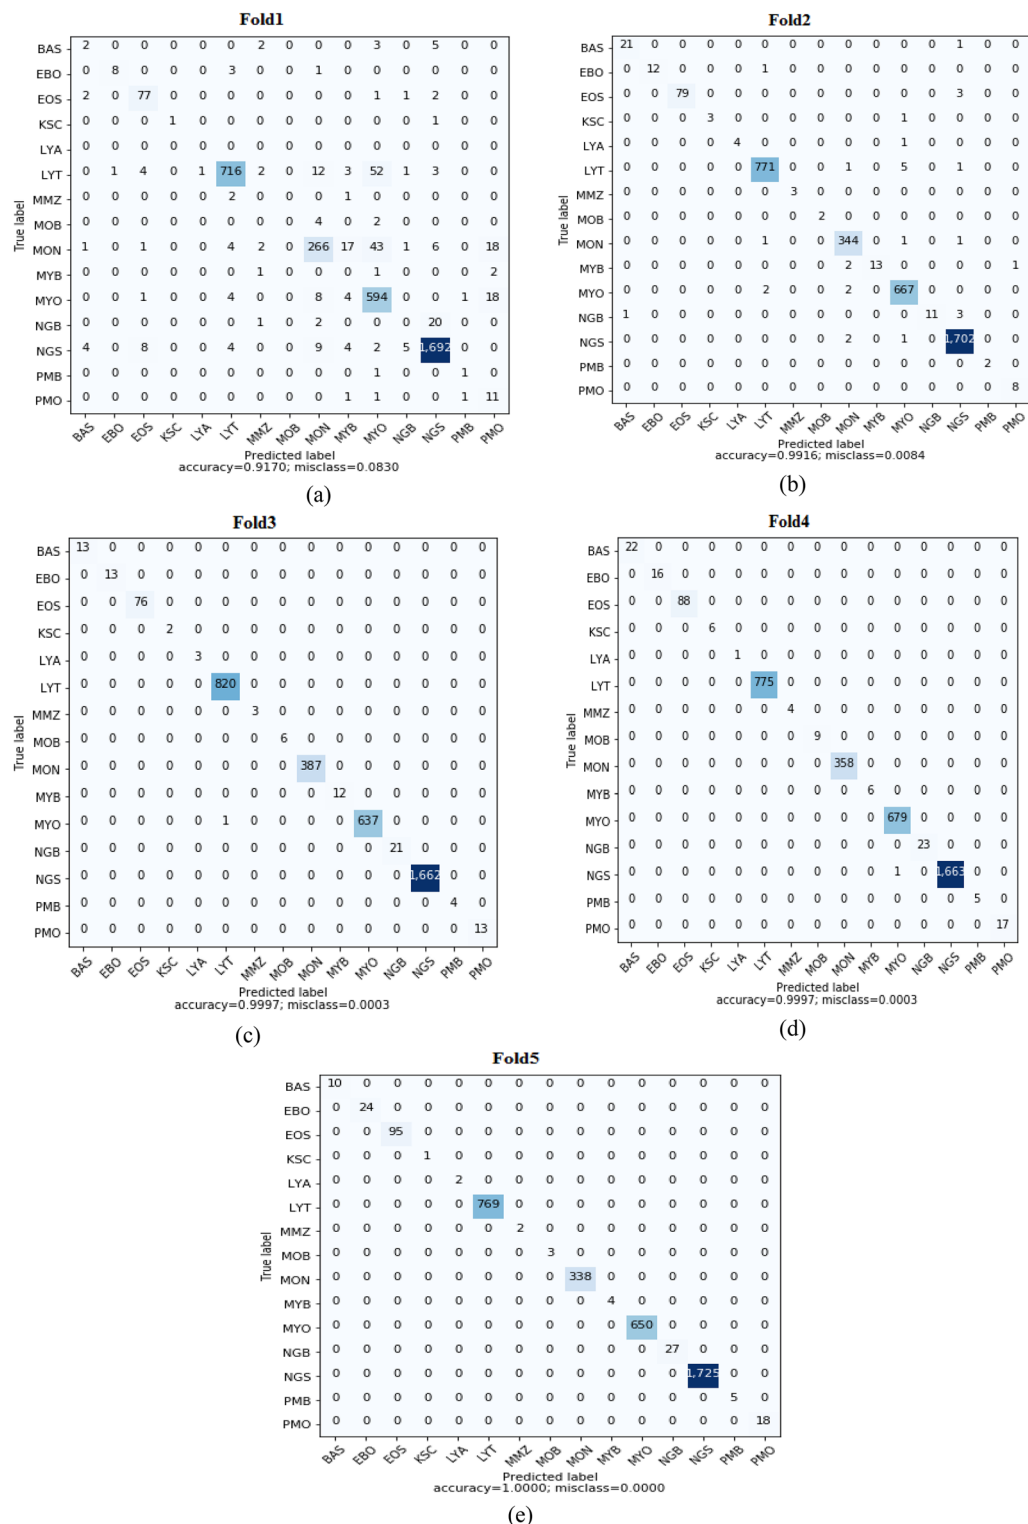 Fold1
BAS 2 0 0 0 0 0 2 0 0 0 3 0 5 0 0
EBO 0 8 0 0 0 3 0 0 1 0 0 0 0 0 0
EOS 2 0 77 0 0 0 0 0 0 0 1 1 2 0 0
KSC 0 0 0 1 0 0 0 0 0 0 0 0 1 0 0
LYA 0 0 0 0 0 0 0 0 0 0 0 0 0 0 0
LYT 0 1 4 0 1 716 2 0 12 3 52 1 3 0 0
MMZ 0 0 0 0 0 2 0 0 0 1 0 0 0 0 0
MOB 0 0 0 0 0 0 0 0 4 0 2 0 0 0 0
MON 1 0 1 0 0 4 2 0 266 17 43 1 6 0 18
MYB 0 0 0 0 0 0 1 0 0 0 1 0 0 0 2
MYO 0 0 1 0 0 4 0 0 8 4 594 0 0 1 18
NGB 0 0 0 0 0 0 1 0 2 0 0 0 20 0 0
NGS 4 0 8 0 0 4 0 0 9 4 2 5 1,692 0 0
PMB 0 0 0 0 0 0 0 0 0 0 1 0 0 1 0
PMO 0 0 0 0 0 0 0 0 0 1 1 0 0 1 11
True label
BAS EBO EOS KSC LYA LYT MMZ MOB MON MYB MYO NGB NGS PMB PMO
Predicted label
accuracy=0.9170; misclass=0.0830
(a)
Fold2
BAS 21 0 0 0 0 0 0 0 0 0 0 0 1 0 0
EBO 0 12 0 0 0 1 0 0 0 0 0 0 0 0 0
EOS 0 0 79 0 0 0 0 0 0 0 0 0 3 0 0
KSC 0 0 0 3 0 0 0 0 0 0 1 0 0 0 0
LYA 0 0 0 0 4 0 0 0 0 0 1 0 0 0 0
LYT 0 0 0 0 0 771 0 0 1 0 5 0 1 0 0
MMZ 0 0 0 0 0 0 3 0 0 0 0 0 0 0 0
MOB 0 0 0 0 0 0 0 2 0 0 0 0 0 0 0
MON 0 0 0 0 0 1 0 0 344 0 1 0 1 0 0
MYB 0 0 0 0 0 0 0 0 2 13 0 0 0 0 1
MYO 0 0 0 0 0 2 0 0 2 0 667 0 0 0 0
NGB 1 0 0 0 0 0 0 0 0 0 0 11 3 0 0
NGS 0 0 0 0 0 0 0 0 2 0 1 0 1,702 0 0
PMB 0 0 0 0 0 0 0 0 0 0 0 0 0 2 0
PMO 0 0 0 0 0 0 0 0 0 0 0 0 0 0 8
True label
BAS EBO EOS KSC LYA LYT MMZ MOB MON MYB MYO NGB NGS PMB PMO
Predicted label
accuracy=0.9916; misclass=0.0084
(b)
Fold3
BAS 13 0 0 0 0 0 0 0 0 0 0 0 0 0 0
EBO 0 13 0 0 0 0 0 0 0 0 0 0 0 0 0
EOS 0 0 76 0 0 0 0 0 0 0 0 0 0 0 0
KSC 0 0 0 2 0 0 0 0 0 0 0 0 0 0 0
LYA 0 0 0 0 3 0 0 0 0 0 0 0 0 0 0
LYT 0 0 0 0 0 820 0 0 0 0 0 0 0 0 0
MMZ 0 0 0 0 0 0 3 0 0 0 0 0 0 0 0
MOB 0 0 0 0 0 0 0 6 0 0 0 0 0 0 0
MON 0 0 0 0 0 0 0 0 387 0 0 0 0 0 0
MYB 0 0 0 0 0 0 0 0 0 12 0 0 0 0 0
MYO 0 0 0 0 0 1 0 0 0 0 637 0 0 0 0
NGB 0 0 0 0 0 0 0 0 0 0 0 21 0 0 0
NGS 0 0 0 0 0 0 0 0 0 0 0 0 1,662 0 0
PMB 0 0 0 0 0 0 0 0 0 0 0 0 0 4 0
PMO 0 0 0 0 0 0 0 0 0 0 0 0 0 0 13
True label
BAS EBO EOS KSC LYA LYT MMZ MOB MON MYB MYO NGB NGS PMB PMO
Predicted label
accuracy=0.9997; misclass=0.0003
(c)
Fold4
BAS 22 0 0 0 0 0 0 0 0 0 0 0 0 0 0
EBO 0 16 0 0 0 0 0 0 0 0 0 0 0 0 0
EOS 0 0 88 0 0 0 0 0 0 0 0 0 0 0 0
KSC 0 0 0 6 0 0 0 0 0 0 0 0 0 0 0
LYA 0 0 0 0 1 0 0 0 0 0 0 0 0 0 0
LYT 0 0 0 0 0 775 0 0 0 0 0 0 0 0 0
MMZ 0 0 0 0 0 0 4 0 0 0 0 0 0 0 0
MOB 0 0 0 0 0 0 0 9 0 0 0 0 0 0 0
MON 0 0 0 0 0 0 0 0 358 0 0 0 0 0 0
MYB 0 0 0 0 0 0 0 0 0 6 0 0 0 0 0
MYO 0 0 0 0 0 0 0 0 0 0 679 0 0 0 0
NGB 0 0 0 0 0 0 0 0 0 0 0 23 0 0 0
NGS 0 0 0 0 0 0 0 0 0 0 1 0 1,663 0 0
PMB 0 0 0 0 0 0 0 0 0 0 0 0 0 5 0
PMO 0 0 0 0 0 0 0 0 0 0 0 0 0 0 17
True label
BAS EBO EOS KSC LYA LYT MMZ MOB MON MYB MYO NGB NGS PMB PMO
Predicted label
accuracy=0.9997; misclass=0.0003
(d)
Fold5
BAS 10 0 0 0 0 0 0 0 0 0 0 0 0 0 0
EBO 0 24 0 0 0 0 0 0 0 0 0 0 0 0 0
EOS 0 0 95 0 0 0 0 0 0 0 0 0 0 0 0
KSC 0 0 0 1 0 0 0 0 0 0 0 0 0 0 0
LYA 0 0 0 0 2 0 0 0 0 0 0 0 0 0 0
LYT 0 0 0 0 0 769 0 0 0 0 0 0 0 0 0
MMZ 0 0 0 0 0 0 2 0 0 0 0 0 0 0 0
MOB 0 0 0 0 0 0 0 3 0 0 0 0 0 0 0
MON 0 0 0 0 0 0 0 0 338 0 0 0 0 0 0
MYB 0 0 0 0 0 0 0 0 0 4 0 0 0 0 0
MYO 0 0 0 0 0 0 0 0 0 0 650 0 0 0 0
NGB 0 0 0 0 0 0 0 0 0 0 0 27 0 0 0
NGS 0 0 0 0 0 0 0 0 0 0 0 0 1,725 0 0
PMB 0 0 0 0 0 0 0 0 0 0 0 0 0 5 0
PMO 0 0 0 0 0 0 0 0 0 0 0 0 0 0 18
True label
BAS EBO EOS KSC LYA LYT MMZ MOB MON MYB MYO NGB NGS PMB PMO
Predicted label
accuracy=1.0000; misclass=0.0000
(e)